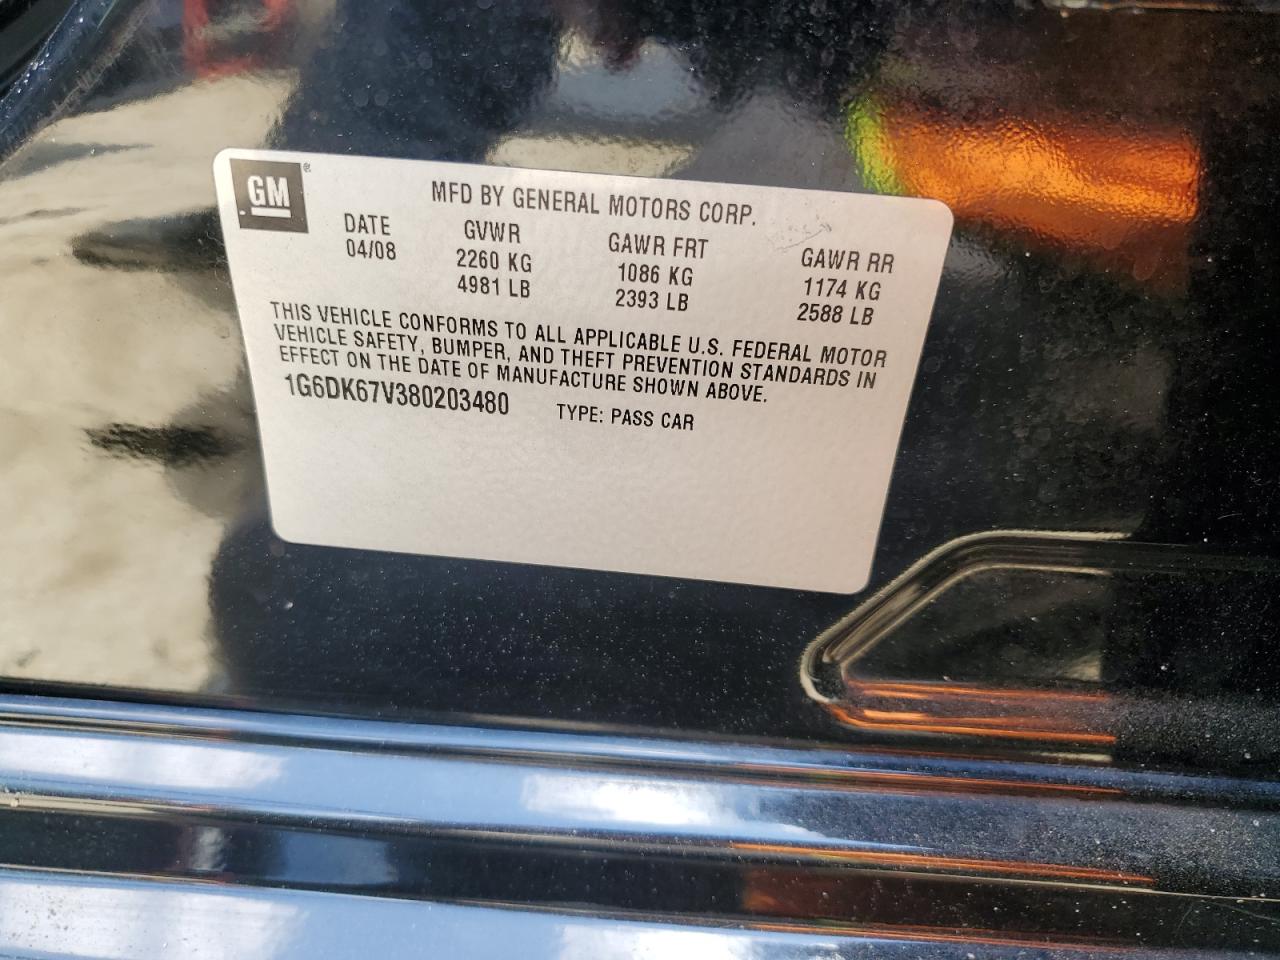 GM ®
MFD BY GENERAL MOTORS CORP.
DATE GVWR GAWR FRT GAWR RR
04/08 2260 KG 1086 KG 1174 KG
4981 LB 2393 LB 2588 LB
THIS VEHICLE CONFORMS TO ALL APPLICABLE U.S. FEDERAL MOTOR
VEHICLE SAFETY, BUMPER, AND THEFT PREVENTION STANDARDS IN
EFFECT ON THE DATE OF MANUFACTURE SHOWN ABOVE.
1G6DK67V380203480 TYPE: PASS CAR